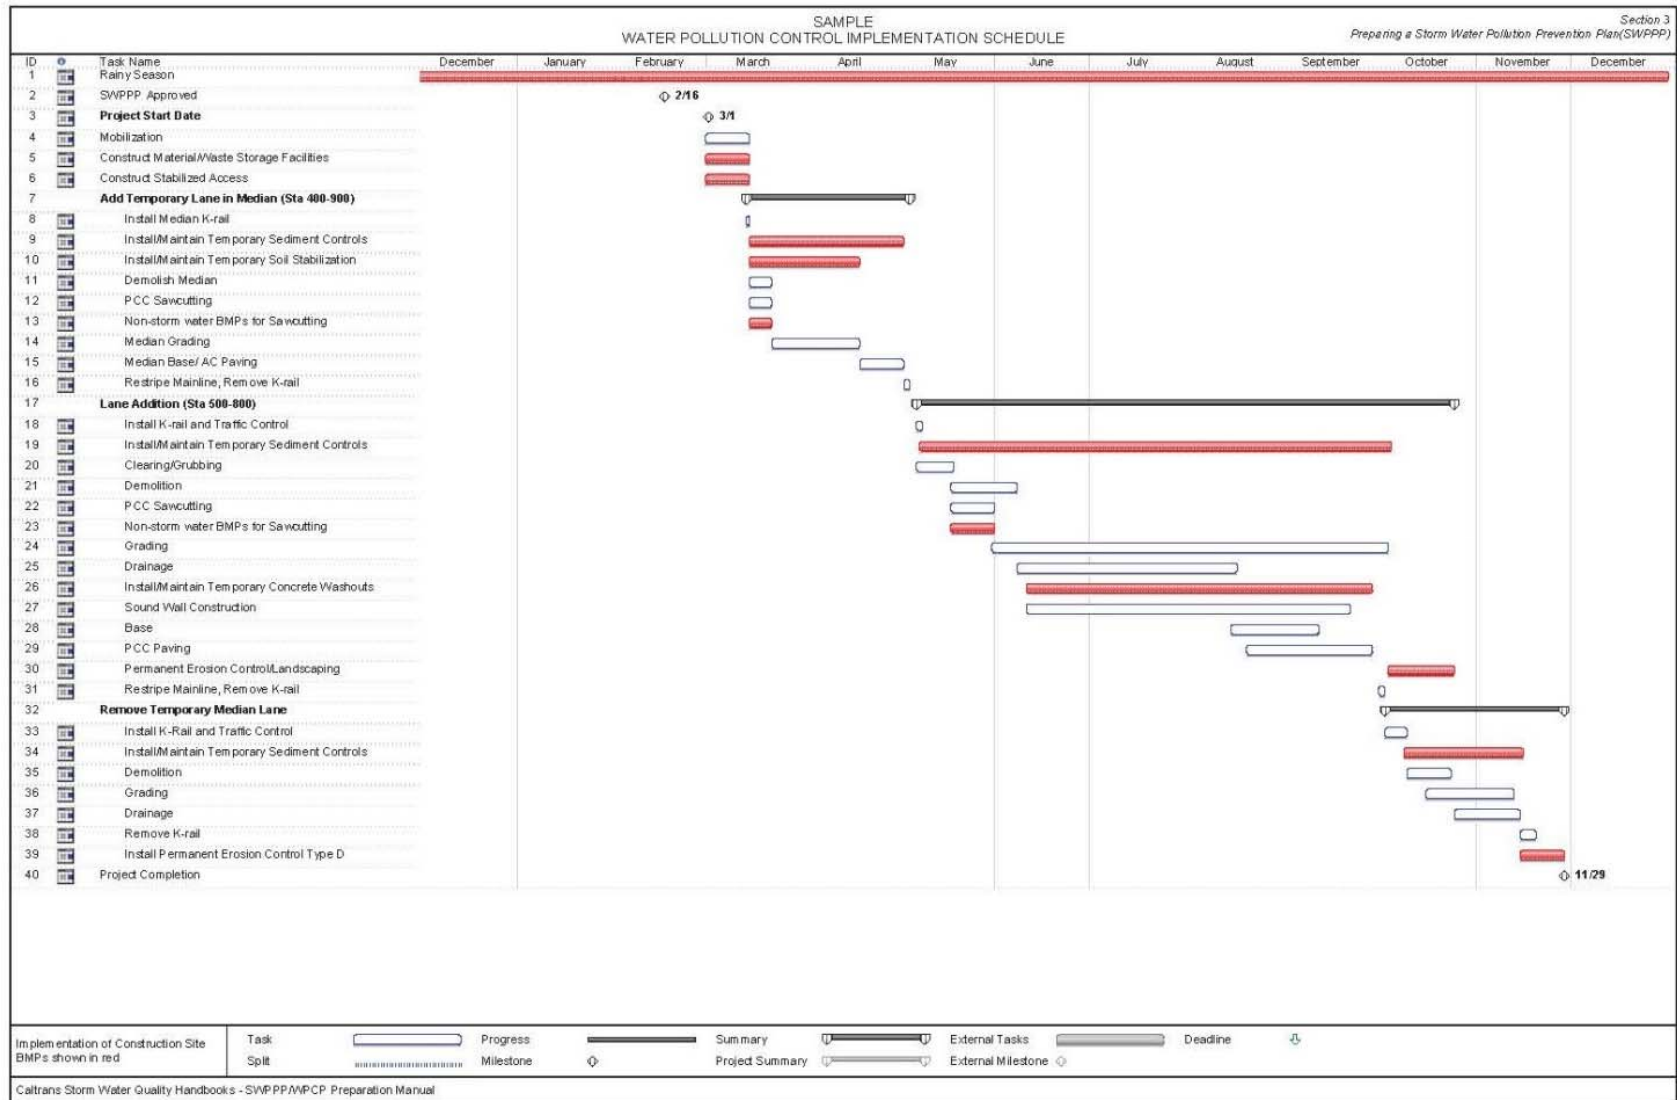 SAMPLE
WATER POLLUTION CONTROL IMPLEMENTATION SCHEDULE
Section 3
Preparing a Storm Water Pollution Prevention Plan(SWPPP)
ID Task Name December January February March April May June July August September October November December
1 Rainy Season
2 SWPPP Approved 2/16
3 Project Start Date 3/1
4 Mobilization
5 Construct Material/Waste Storage Facilities
6 Construct Stabilized Access
7 Add Temporary Lane in Median (Sta 400-900)
8 Install Median K-rail
9 Install/Maintain Temporary Sediment Controls
10 Install/Maintain Temporary Soil Stabilization
11 Demolish Median
12 PCC Sawcutting
13 Non-storm water BMPs for Sawcutting
14 Median Grading
15 Median Base/ AC Paving
16 Restripe Mainline, Remove K-rail
17 Lane Addition (Sta 500-800)
18 Install K-rail and Traffic Control
19 Install/Maintain Temporary Sediment Controls
20 Clearing/Grubbing
21 Demolition
22 PCC Sawcutting
23 Non-storm water BMPs for Sawcutting
24 Grading
25 Drainage
26 Install/Maintain Temporary Concrete Washouts
27 Sound Wall Construction
28 Base
29 PCC Paving
30 Permanent Erosion Control/Landscaping
31 Restripe Mainline, Remove K-rail
32 Remove Temporary Median Lane
33 Install K-Rail and Traffic Control
34 Install/Maintain Temporary Sediment Controls
35 Demolition
36 Grading
37 Drainage
38 Remove K-rail
39 Install Permanent Erosion Control Type D
40 Project Completion 11/29
Implementation of Construction Site
BMPs shown in red
Task Progress Summary External Tasks Deadline
Split Milestone Project Summary External Milestone
Caltrans Storm Water Quality Handbooks - SWPPP/WPCP Preparation Manual